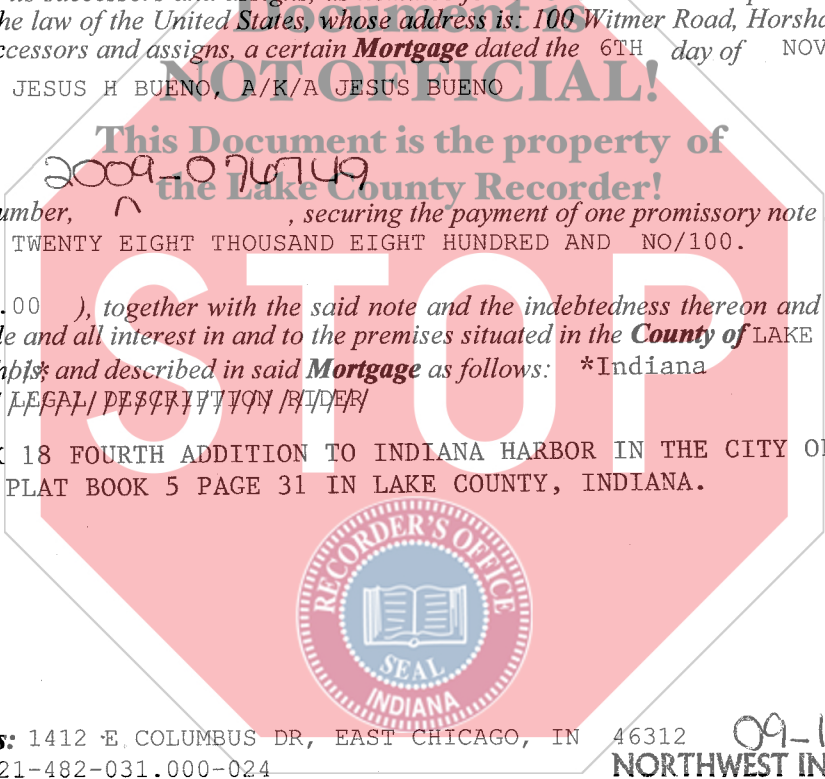 Document is
he law of the United States, whose address is: 100 Witmer Road, Horsha
ccessors and assigns, a certain Mortgage dated the 6TH day of NOV
NOT OFFICIAL!
JESUS H BUENO, A/K/A JESUS BUENO
This Document is the property of
2009-076749
the Lake County Recorder!
umber, , securing the payment of one promissory note
TWENTY EIGHT THOUSAND EIGHT HUNDRED AND NO/100.
STOP
.00 ), together with the said note and the indebtedness thereon and
le and all interest in and to the premises situated in the County of LAKE
and described in said Mortgage as follows: *Indiana
LEGAL DESCRIPTION RIDER
K 18 FOURTH ADDITION TO INDIANA HARBOR IN THE CITY OF
PLAT BOOK 5 PAGE 31 IN LAKE COUNTY, INDIANA.
RECORDER'S OFFICE
SEAL
INDIANA
s: 1412 E COLUMBUS DR, EAST CHICAGO, IN 46312 09-1
21-482-031.000-024 NORTHWEST IN